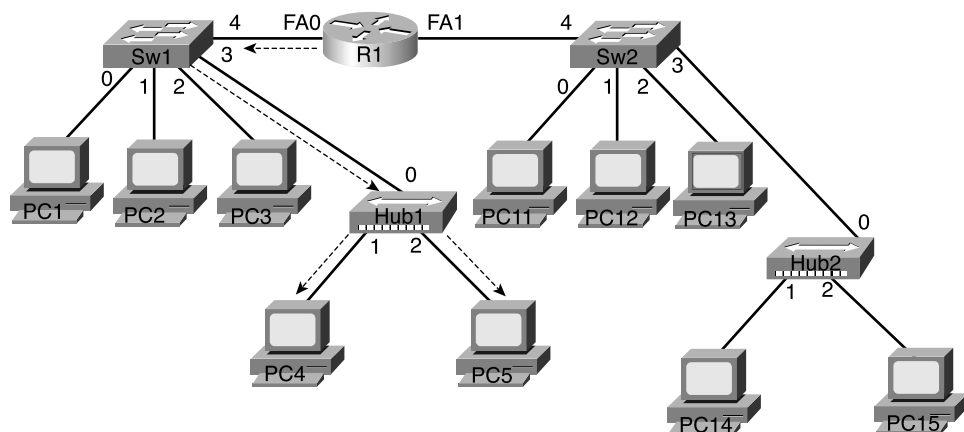 4 FA0 R1 FA1 4
Sw1 3 Sw2 3
0 1 2 0 1 2
PC1 PC2 PC3 PC11 PC12 PC13
0
Hub1
1 2
0
Hub2
1 2
PC4 PC5
PC14 PC15